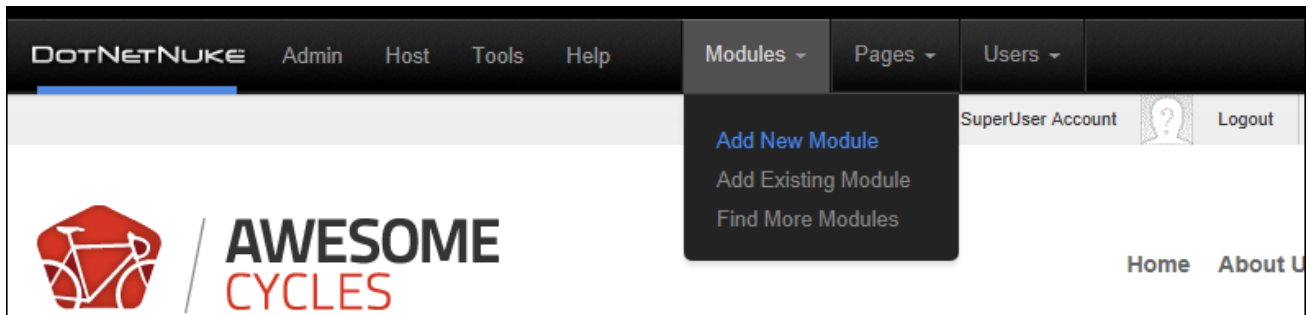 DOTNETNUKE Admin Host Tools Help Modules Pages Users
SuperUser Account ? Logout
Add New Module
Add Existing Module
Find More Modules
AWESOME
CYCLES
Home About U